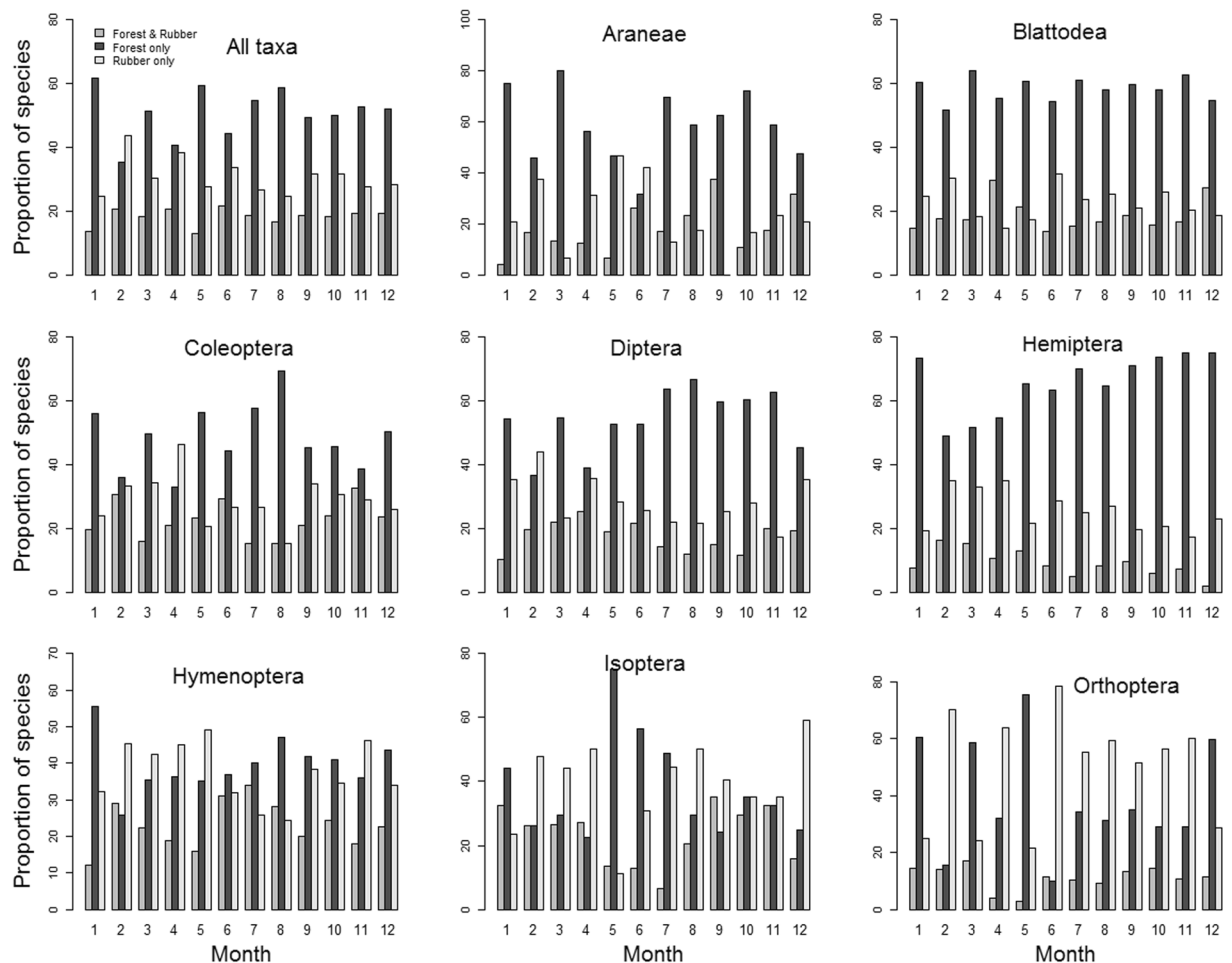 All taxa
Forest & Rubber
Forest only
Rubber only
Proportion of species
0 20 40 60 80
1 2 3 4 5 6 7 8 9 10 11 12
Araneae
0 20 40 60 80 100
1 2 3 4 5 6 7 8 9 10 11 12
Blattodea
0 20 40 60 80
1 2 3 4 5 6 7 8 9 10 11 12
Coleoptera
Proportion of species
0 20 40 60 80
1 2 3 4 5 6 7 8 9 10 11 12
Diptera
0 20 40 60 80
1 2 3 4 5 6 7 8 9 10 11 12
Hemiptera
0 20 40 60 80
1 2 3 4 5 6 7 8 9 10 11 12
Hymenoptera
Proportion of species
0 10 20 30 40 50 60 70
1 2 3 4 5 6 7 8 9 10 11 12
Month
Isoptera
0 20 40 60 80
1 2 3 4 5 6 7 8 9 10 11 12
Month
Orthoptera
0 20 40 60 80
1 2 3 4 5 6 7 8 9 10 11 12
Month